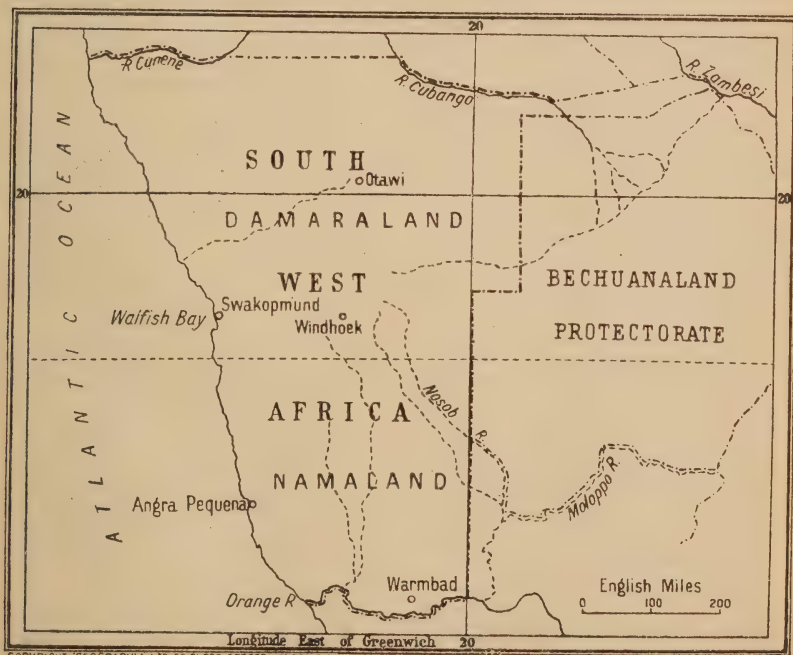 20
R. Cunene
R. Cubango
R. Zambesi
SOUTH
Otawi
20
20
DAMARALAND
ATLANTIC OCEAN
WEST
BECHUANALAND
PROTECTORATE
Swakopmund
Walfish Bay
Windhoek
Nosob R.
AFRICA
NAMALAND
Moloppo R.
Angra Pequena
Warmbad
Orange R
English Miles
0 100 200
Longitude East of Greenwich 20